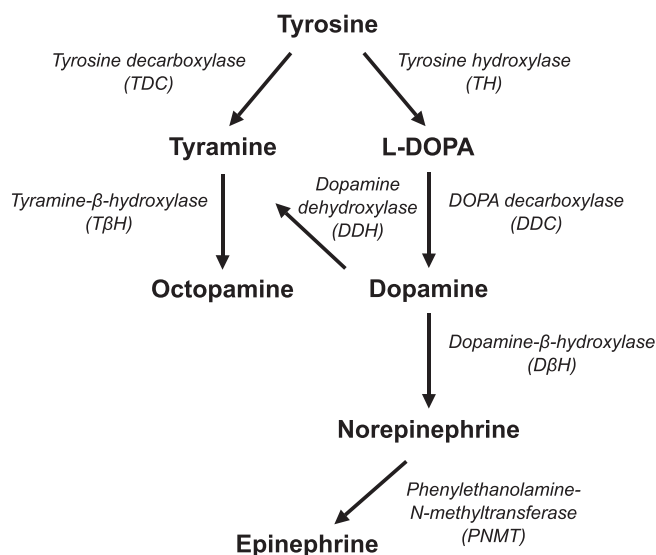 Tyrosine
Tyrosine decarboxylase
(TDC)
Tyrosine hydroxylase
(TH)
Tyramine
L-DOPA
Tyramine-β-hydroxylase
(TβH)
Dopamine
dehydroxylase
(DDH)
DOPA decarboxylase
(DDC)
Octopamine
Dopamine
Dopamine-β-hydroxylase
(DβH)
Norepinephrine
Phenylethanolamine-
N-methyltransferase
(PNMT)
Epinephrine